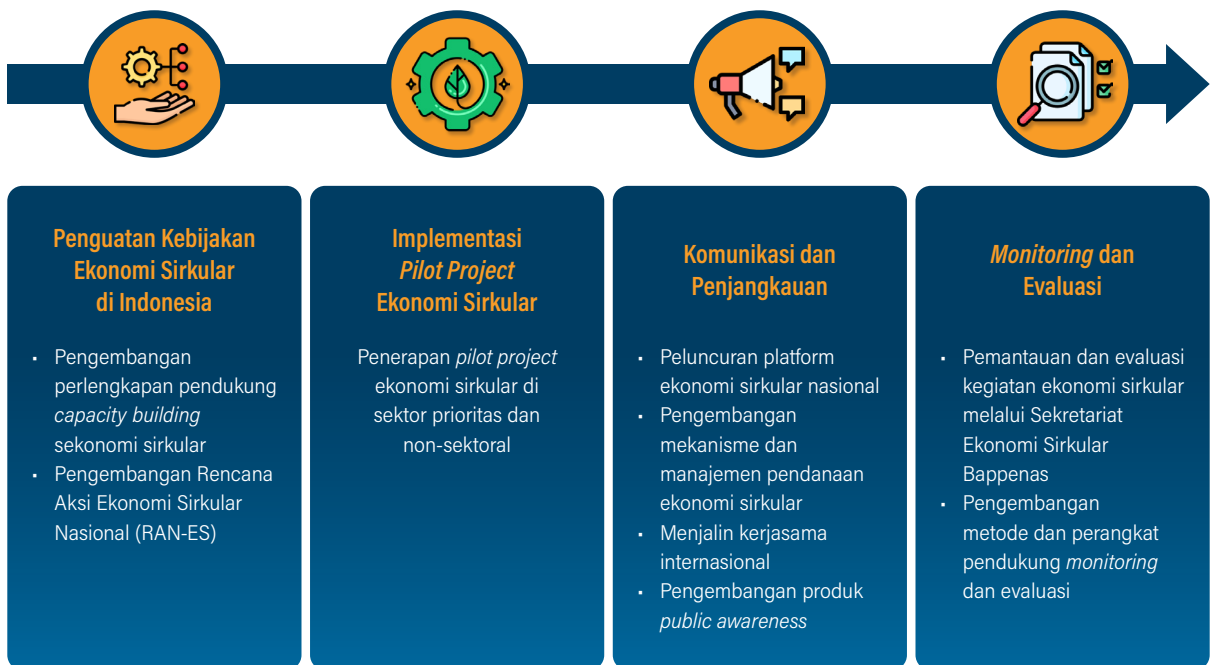 Penguatan Kebijakan
Ekonomi Sirkular
di Indonesia
• Pengembangan
perlengkapan pendukung
capacity building
sekonomi sirkular
• Pengembangan Rencana
Aksi Ekonomi Sirkular
Nasional (RAN-ES)
Implementasi
Pilot Project
Ekonomi Sirkular
Penerapan pilot project
ekonomi sirkular di
sektor prioritas dan
non-sektoral
Komunikasi dan
Penjangkauan
• Peluncuran platform
ekonomi sirkular nasional
• Pengembangan
mekanisme dan
manajemen pendanaan
ekonomi sirkular
• Menjalin kerjasama
internasional
• Pengembangan produk
public awareness
Monitoring dan
Evaluasi
• Pemantauan dan evaluasi
kegiatan ekonomi sirkular
melalui Sekretariat
Ekonomi Sirkular
Bappenas
• Pengembangan
metode dan perangkat
pendukung monitoring
dan evaluasi